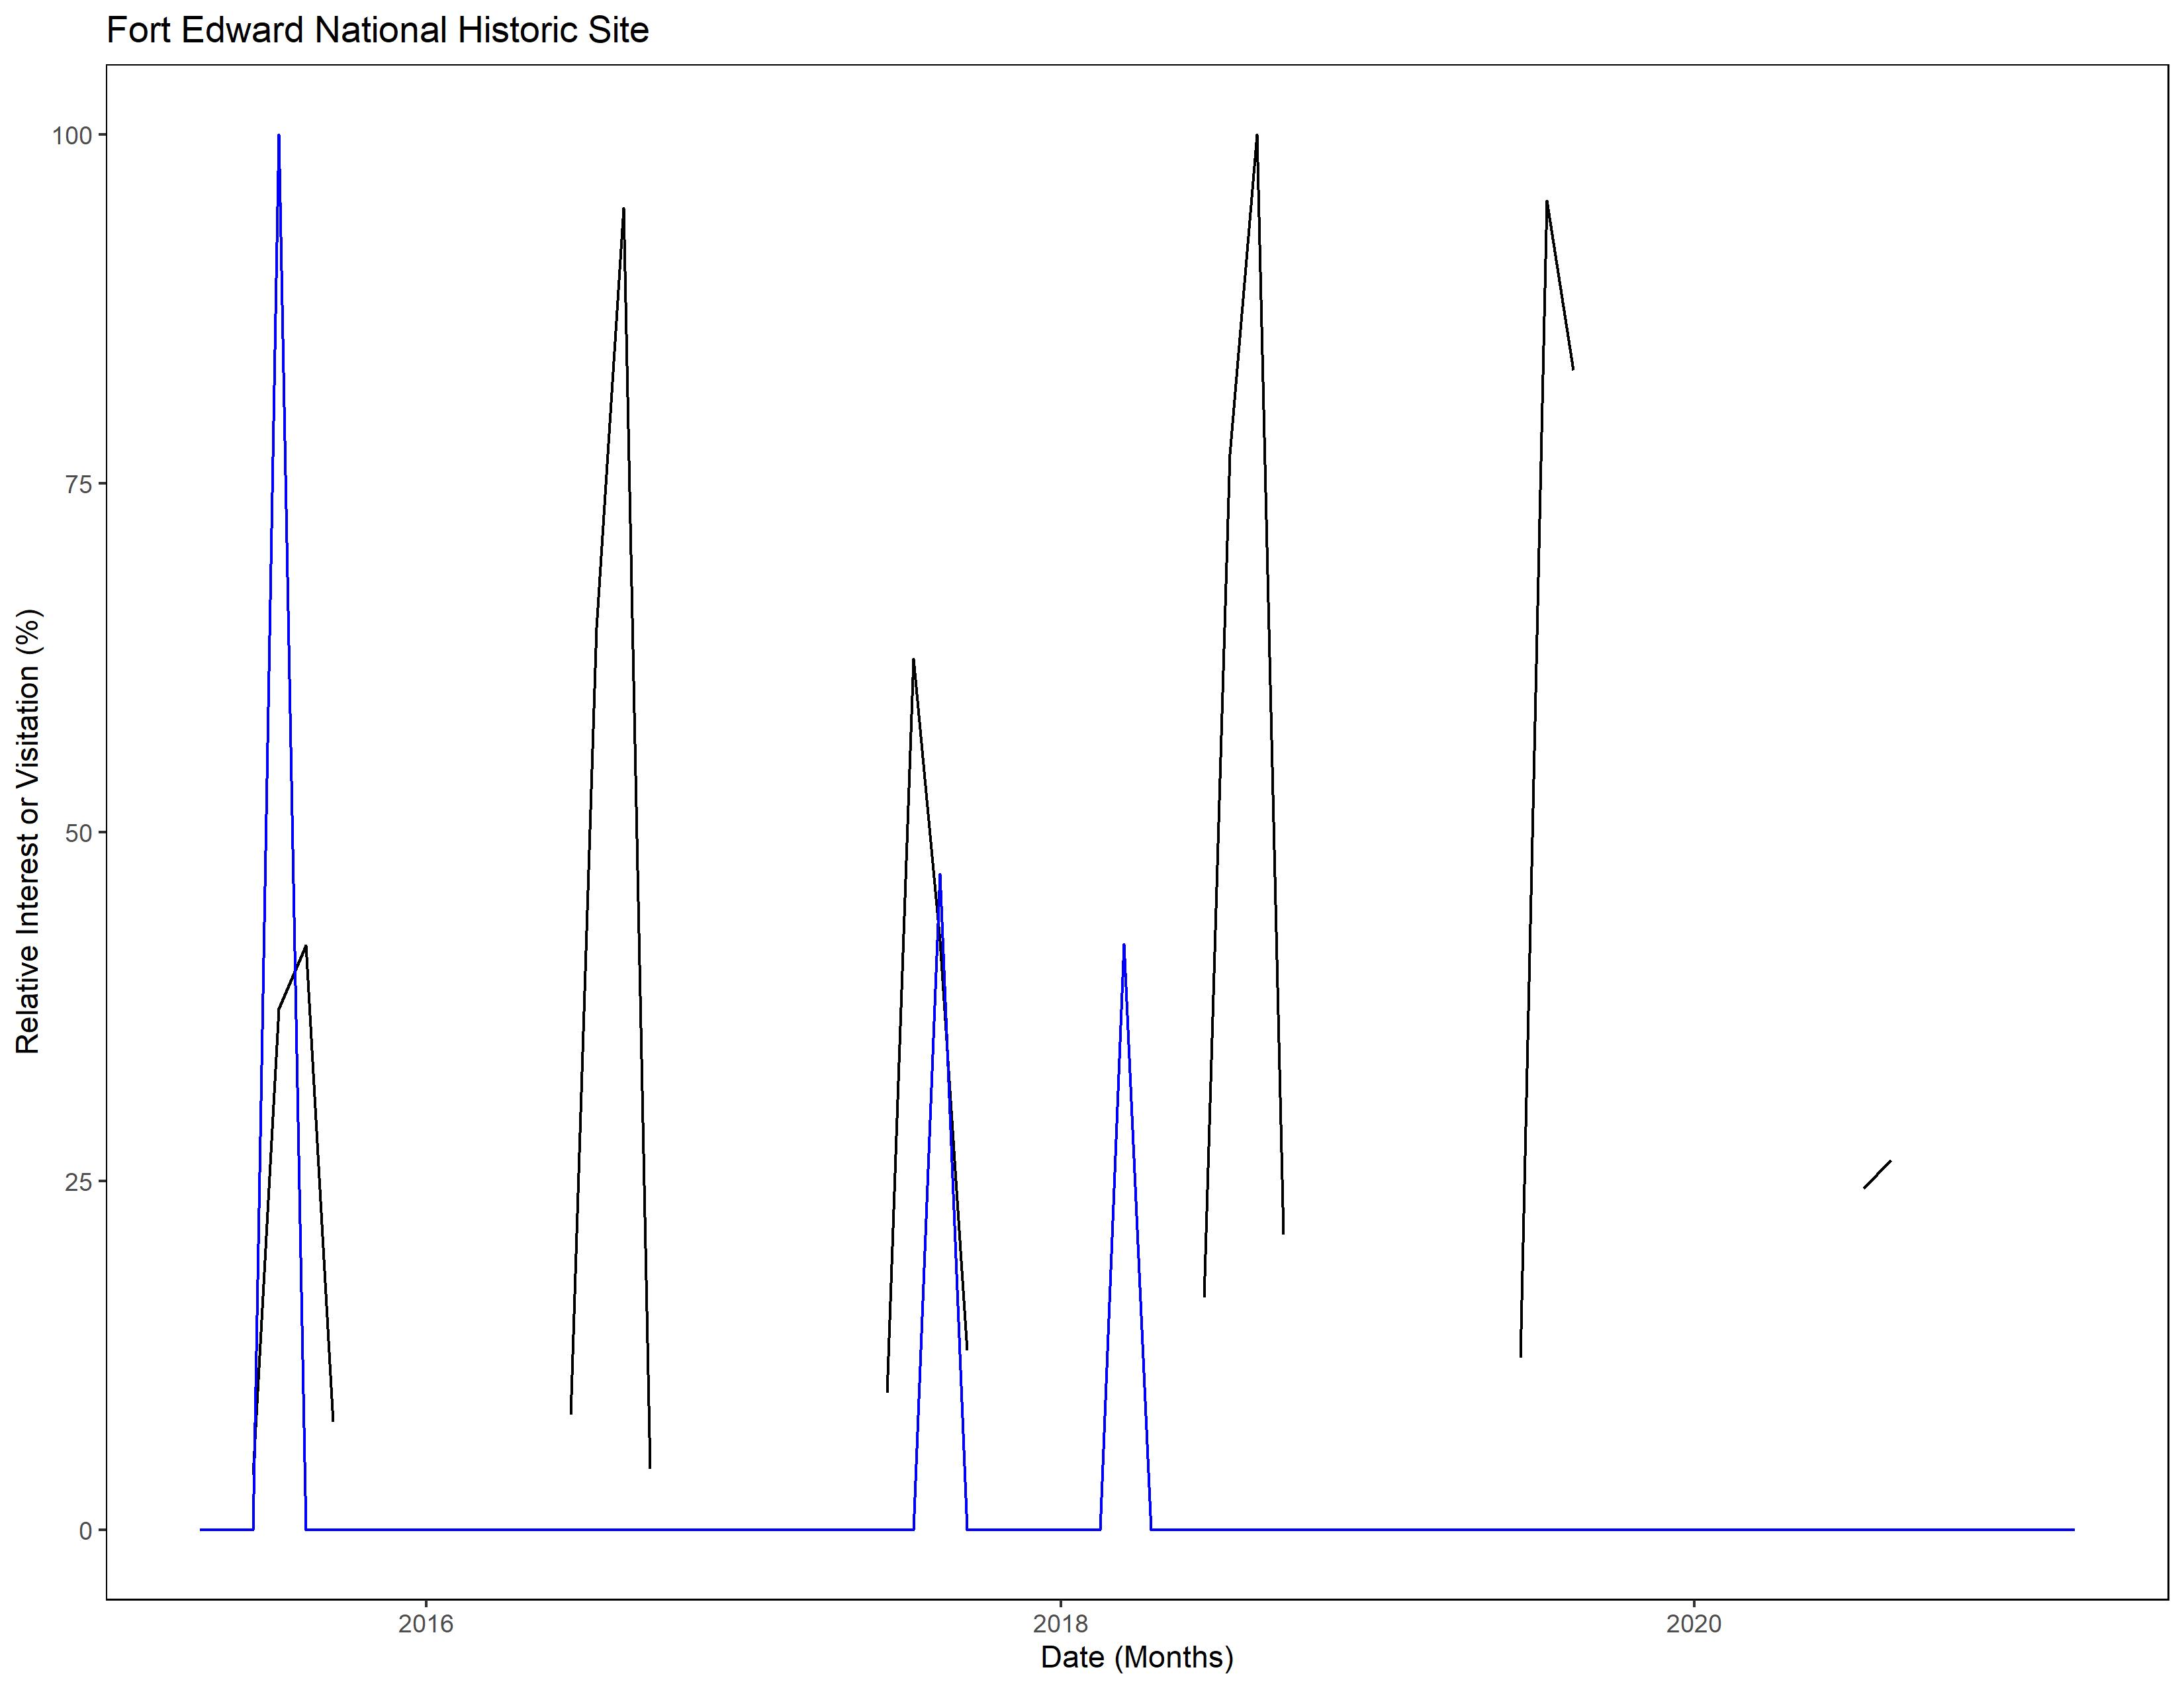 Fort Edward National Historic Site
Relative Interest or Visitation (%)
100
75
50
25
0
2016
2018
2020
Date (Months)